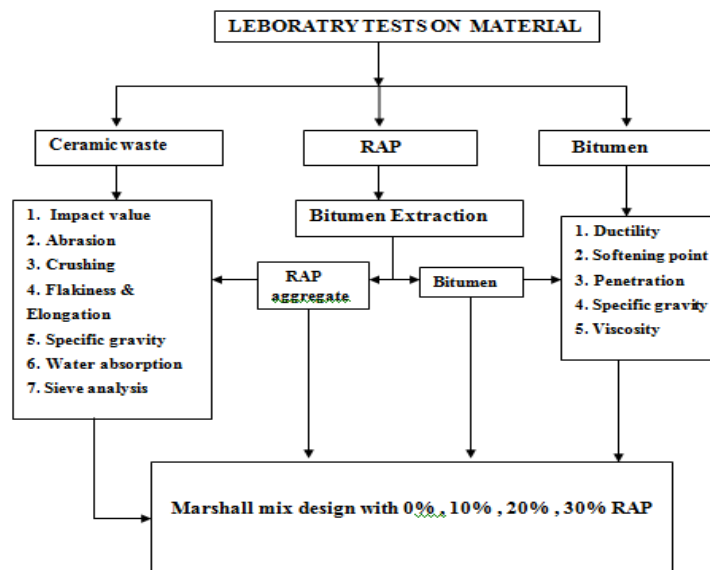 LEBORATRY TESTS ON MATERIAL
Ceramic waste
RAP
Bitumen
1. Impact value
2. Abrasion
3. Crushing
4. Flakiness &
Elongation
5. Specific gravity
6. Water absorption
7. Sieve analysis
Bitumen Extraction
RAP
aggregate
Bitumen
1. Ductility
2. Softening point
3. Penetration
4. Specific gravity
5. Viscosity
Marshall mix design with 0% , 10% , 20% , 30% RAP